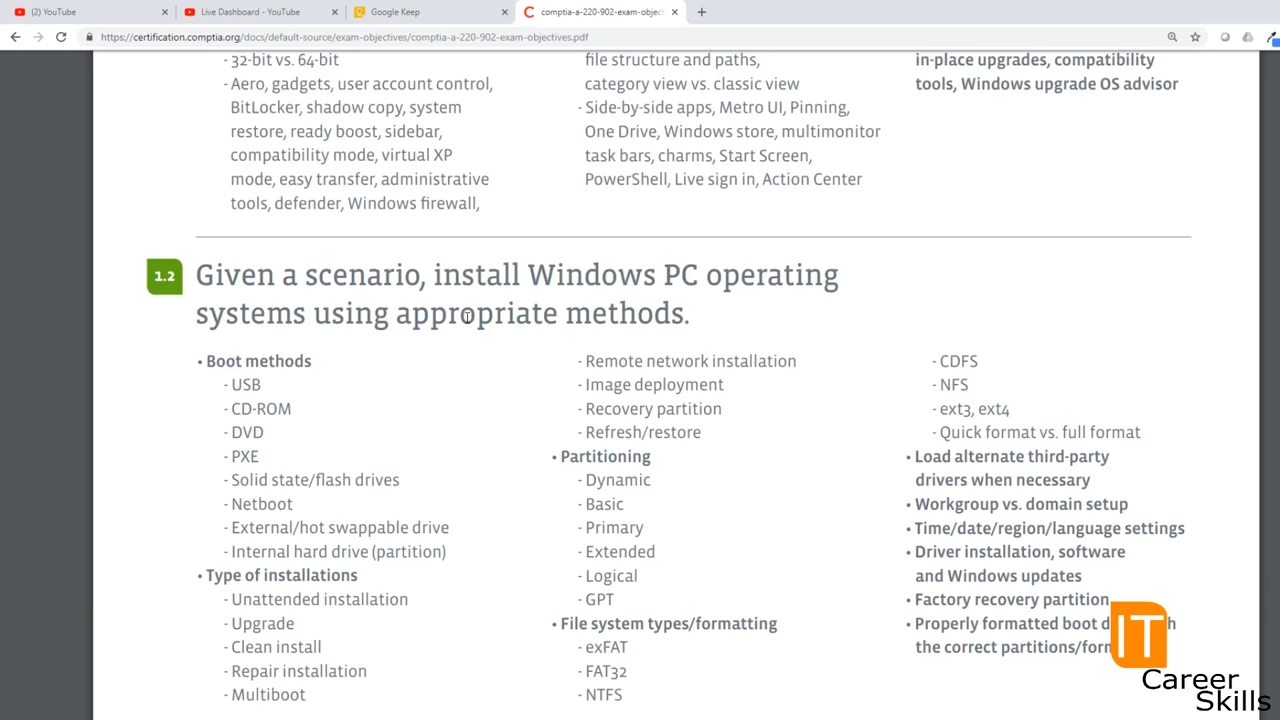 (2) YouTube
Live Dashboard - YouTube
Google Keep
comptia-a-220-902-exam-object
https://certification.comptia.org/docs/default-source/exam-objectives/comptia-a-220-902-exam-objectives.pdf
- 32-bit vs. 64-bit
- Aero, gadgets, user account control,
BitLocker, shadow copy, system
restore, ready boost, sidebar,
compatibility mode, virtual XP
mode, easy transfer, administrative
tools, defender, Windows firewall,
file structure and paths,
category view vs. classic view
- Side-by-side apps, Metro UI, Pinning,
One Drive, Windows store, multimonitor
task bars, charms, Start Screen,
PowerShell, Live sign in, Action Center
in-place upgrades, compatibility
tools, Windows upgrade OS advisor
1.2
Given a scenario, install Windows PC operating
systems using appropriate methods.
• Boot methods
- USB
- CD-ROM
- DVD
- PXE
- Solid state/flash drives
- Netboot
- External/hot swappable drive
- Internal hard drive (partition)
• Type of installations
- Unattended installation
- Upgrade
- Clean install
- Repair installation
- Multiboot
- Remote network installation
- Image deployment
- Recovery partition
- Refresh/restore
• Partitioning
- Dynamic
- Basic
- Primary
- Extended
- Logical
- GPT
• File system types/formatting
- exFAT
- FAT32
- NTFS
- CDFS
- NFS
- ext3, ext4
- Quick format vs. full format
• Load alternate third-party
drivers when necessary
• Workgroup vs. domain setup
• Time/date/region/language settings
• Driver installation, software
and Windows updates
• Factory recovery partition
• Properly formatted boot
the correct
IT
Career
Skills